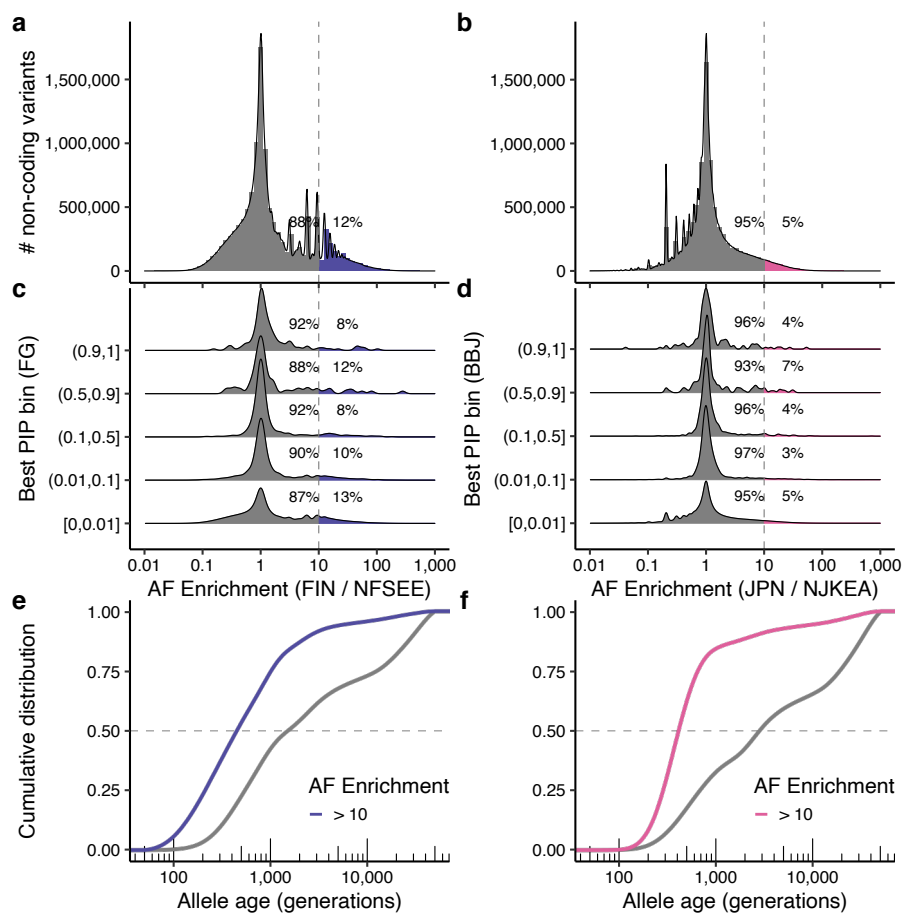 a
# non-coding variants
1,500,000
1,000,000
500,000
0
88%
12%
b
1,500,000
1,000,000
500,000
0
95%
5%
c
Best PIP bin (FG)
(0.9,1]
(0.5,0.9]
(0.1,0.5]
(0.01,0.1]
[0,0.01]
92% 8%
88% 12%
92% 8%
90% 10%
87% 13%
0.01 0.1 1 10 100 1,000
AF Enrichment (FIN / NFSEE)
d
Best PIP bin (BBJ)
(0.9,1]
(0.5,0.9]
(0.1,0.5]
(0.01,0.1]
[0,0.01]
96% 4%
93% 7%
96% 4%
97% 3%
95% 5%
0.01 0.1 1 10 100 1,000
AF Enrichment (JPN / NJKEA)
e
Cumulative distribution
1.00
0.75
0.50
0.25
0.00
AF Enrichment
> 10
100 1,000 10,000
Allele age (generations)
f
1.00
0.75
0.50
0.25
0.00
AF Enrichment
> 10
100 1,000 10,000
Allele age (generations)